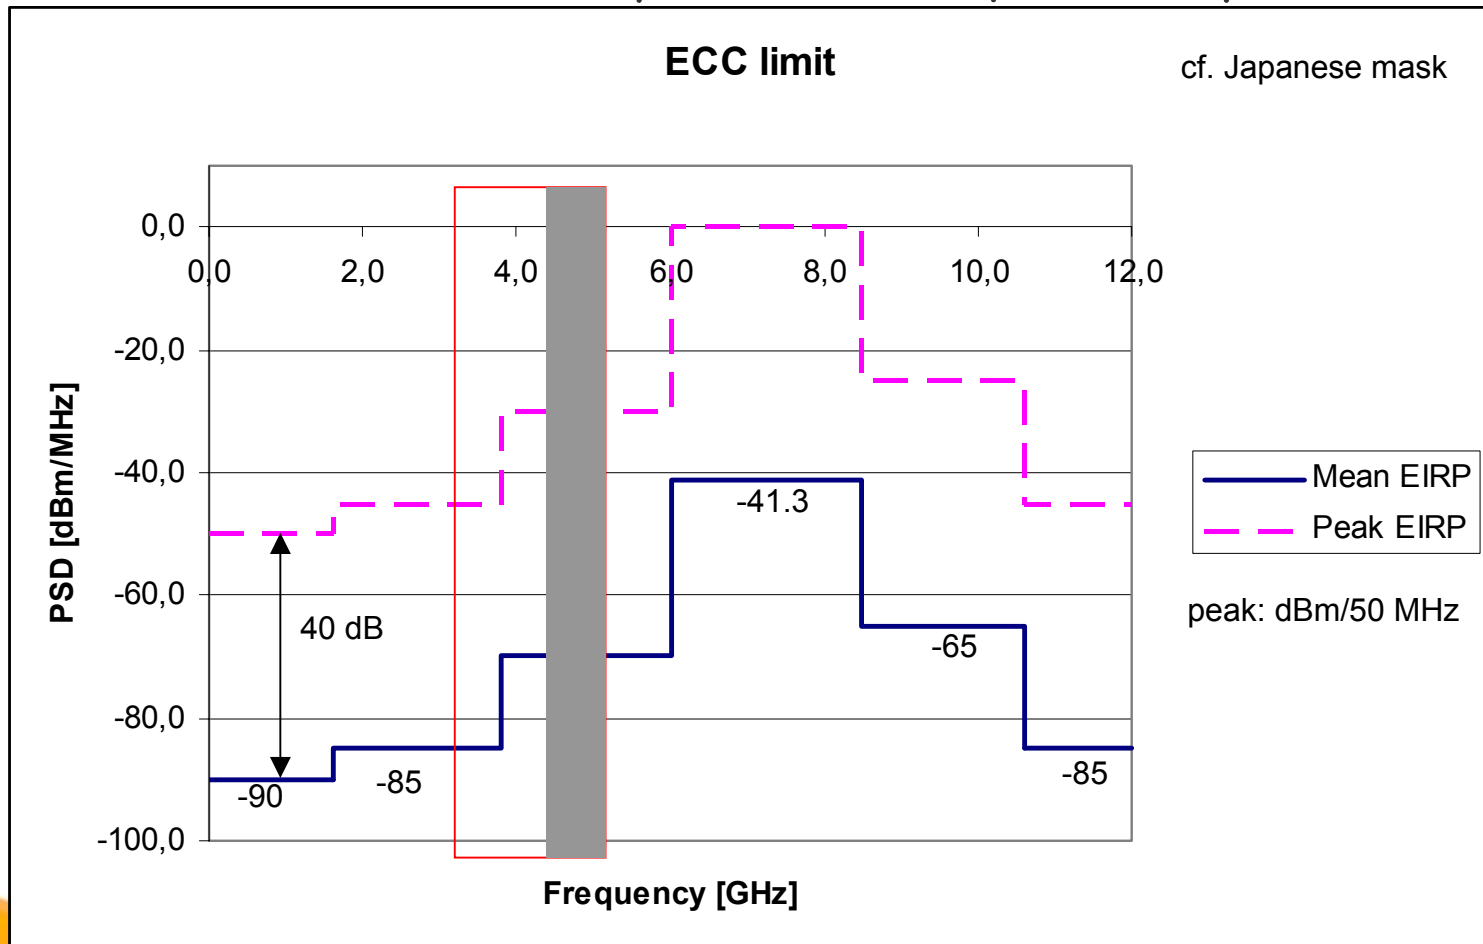 ECC limit
cf. Japanese mask
0,0
0,0 2,0 4,0 6,0 8,0 10,0 12,0
-20,0
-40,0
-60,0
-80,0
-100,0
PSD [dBm/MHz]
-41.3
40 dB
-65
-90
-85
-85
Mean EIRP
Peak EIRP
peak: dBm/50 MHz
Frequency [GHz]